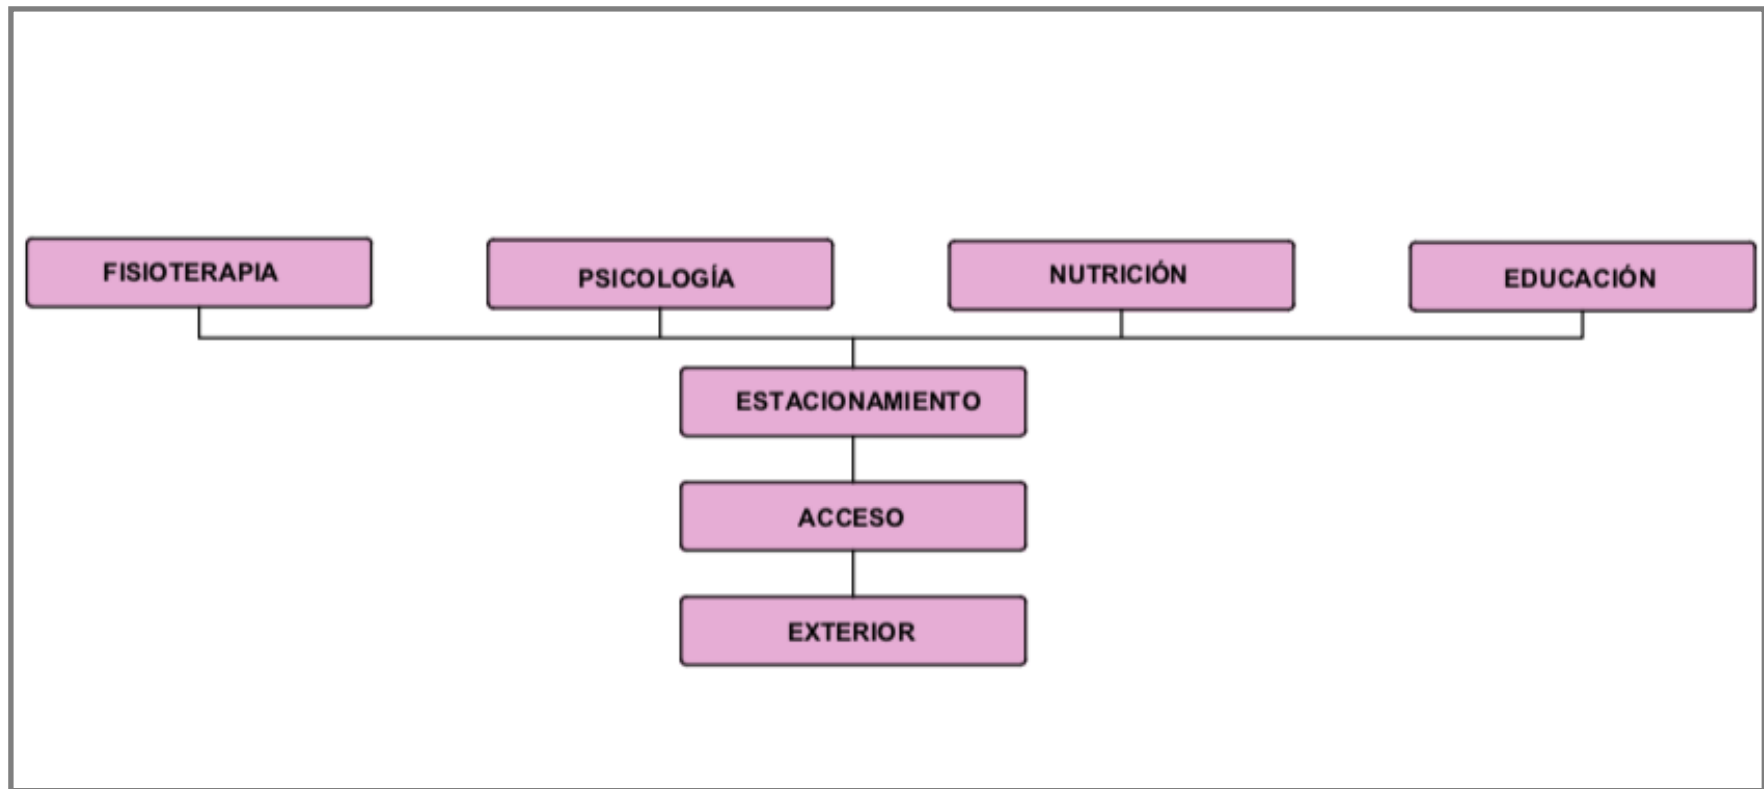 FISIOTERAPIA
PSICOLOGÍA
NUTRICIÓN
EDUCACIÓN
ESTACIONAMIENTO
ACCESO
EXTERIOR